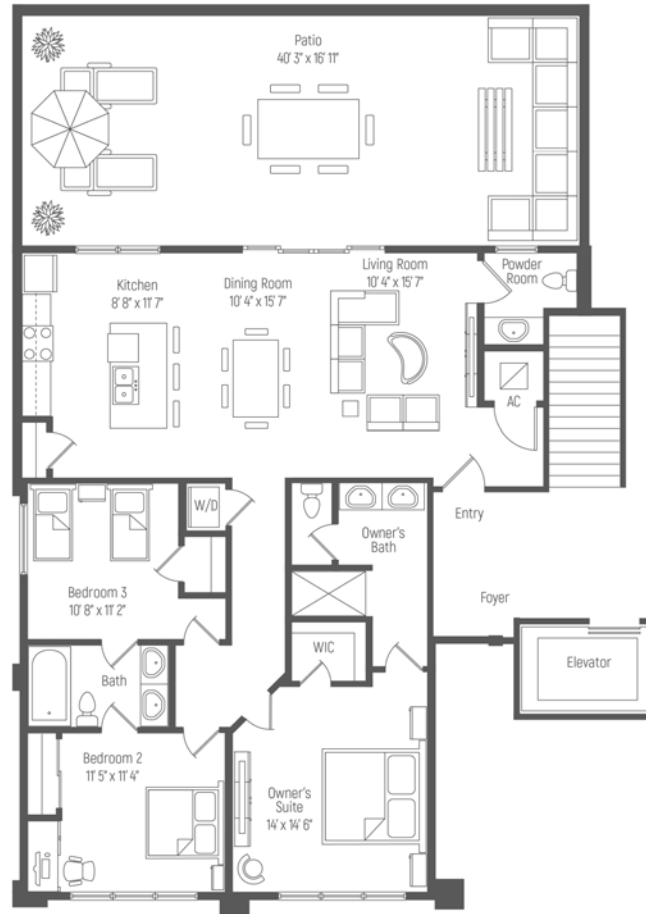 Patio
40' 3" x 16' 11"
Kitchen
8' 8" x 11' 7"
Dining Room
10' 4" x 15' 7"
Living Room
10' 4" x 15' 7"
Powder
Room
AC
W/D
Owner's
Bath
Entry
Bedroom 3
10' 8" x 11' 2"
Foyer
WIC
Elevator
Bath
Bedroom 2
11' 5" x 11' 4"
Owner's
Suite
14' x 14' 6"